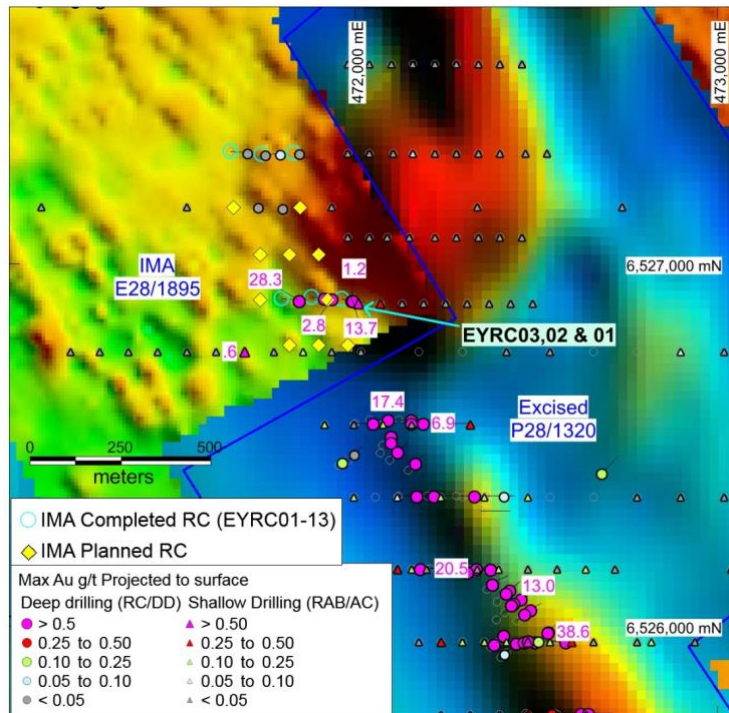 472,000 mE
473,000 mE
IMA
E28/1895
28.3
1.2
6,527,000 mN
2.8
13.7
EYRC03,02 & 01
.6
17.4
6.9
Excised
P28/1320
0 250 500
meters
IMA Completed RC (EYRC01-13)
IMA Planned RC
Max Au g/t Projected to surface
Deep drilling (RC/DD) Shallow Drilling (RAB/AC)
> 0.5 > 0.50
0.25 to 0.50 0.25 to 0.50
0.10 to 0.25 0.10 to 0.25
0.05 to 0.10 0.05 to 0.10
< 0.05 < 0.05
20.5
13.0
38.6
6,526,000 mN